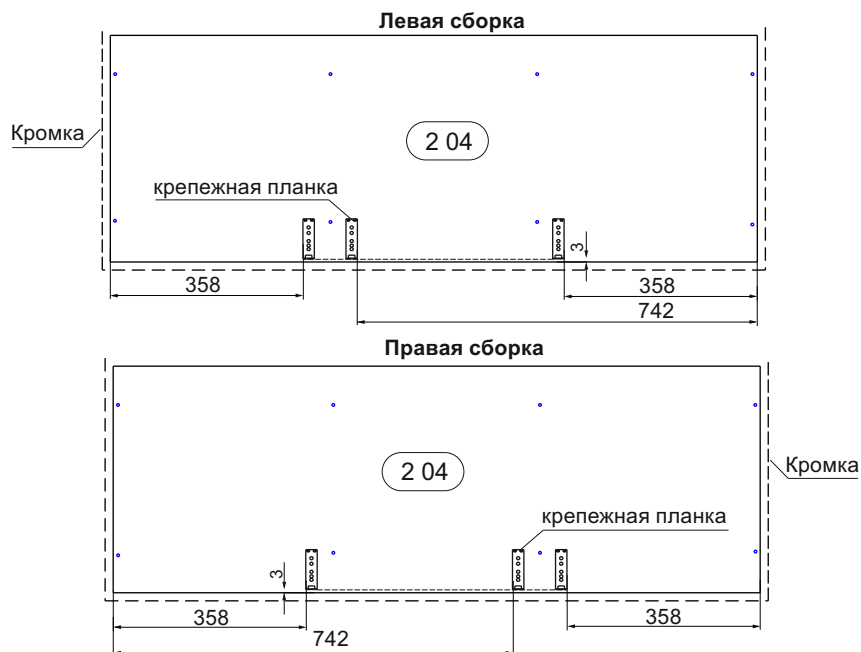 Левая сборка
Кромка
2 04
крепежная планка
3
358
358
742
Правая сборка
2 04
Кромка
крепежная планка
3
358
358
742